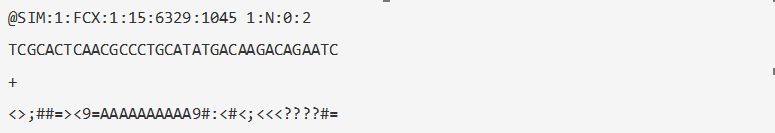 @SIM:1:FCX:1:15:6329:1045 1:N:0:2
TCGCACTCAACGCCCTGCATATGACAAGACAGAATC
+
<>;##=><9=AAAAAAAAAA9#:<#<;<<<????#=